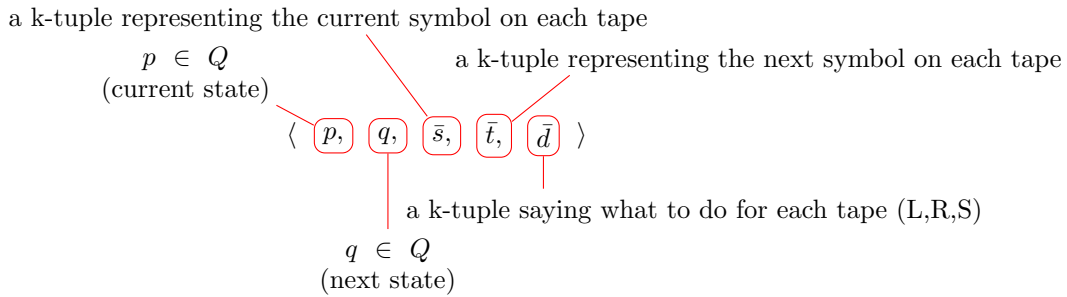 a k-tuple representing the current symbol on each tape
p ∈ Q
(current state)
a k-tuple representing the next symbol on each tape
⟨ p, q, s̄, t̄, d̄ ⟩
a k-tuple saying what to do for each tape (L,R,S)
q ∈ Q
(next state)